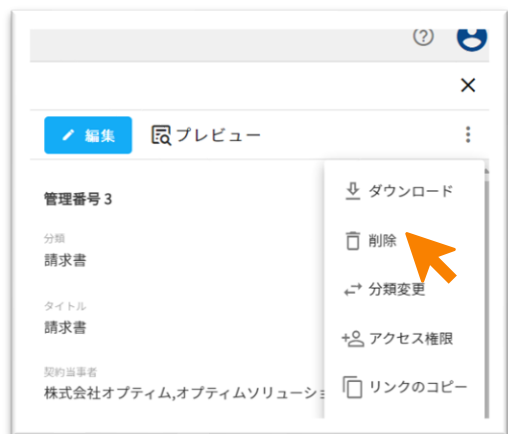 編集
プレビュー
管理番号 3
分類
請求書
タイトル
請求書
契約当事者
株式会社オプティム,オプティムソリューショ
ダウンロード
削除
分類変更
アクセス権限
リンクのコピー